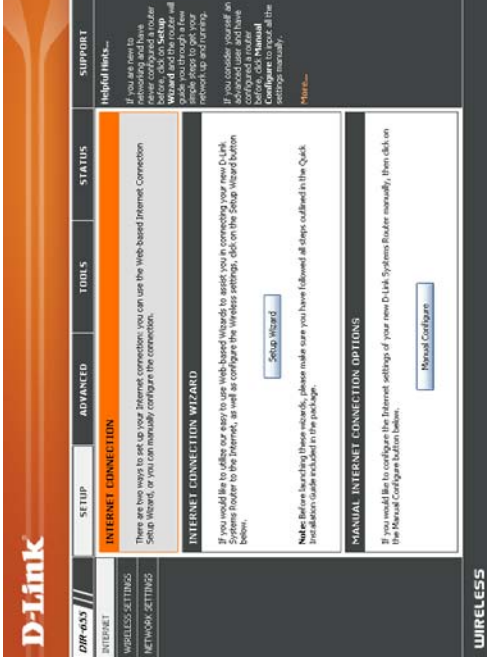 D-Link
DIR-655
SETUP
ADVANCED
TOOLS
STATUS
SUPPORT
INTERNET
WIRELESS SETTINGS
NETWORK SETTINGS
INTERNET CONNECTION
There are two ways to set up your Internet connection: you can use the Web-based Internet Connection
Setup Wizard, or you can manually configure the connection.
INTERNET CONNECTION WIZARD
If you would like to utilize our easy to use Web-based Wizards to assist you in connecting your new D-Link
Systems Router to the Internet, as well as configure the Wireless settings, click on the Setup Wizard button
below.
Setup Wizard
Note: Before launching these wizards, please make sure you have followed all steps outlined in the Quick
Installation Guide included in the package.
MANUAL INTERNET CONNECTION OPTIONS
If you would like to configure the Internet settings of your new D-Link Systems Router manually, then click on
the Manual Configure button below.
Manual Configure
Helpful Hints...
If you are new to
networking and have
never configured a router
before, click on Setup
Wizard and the router will
guide you through a few
simple steps to get your
network up and running.
If you consider yourself an
advanced user and have
configured a router
before, click Manual
Configure to input all the
settings manually.
More...
WIRELESS